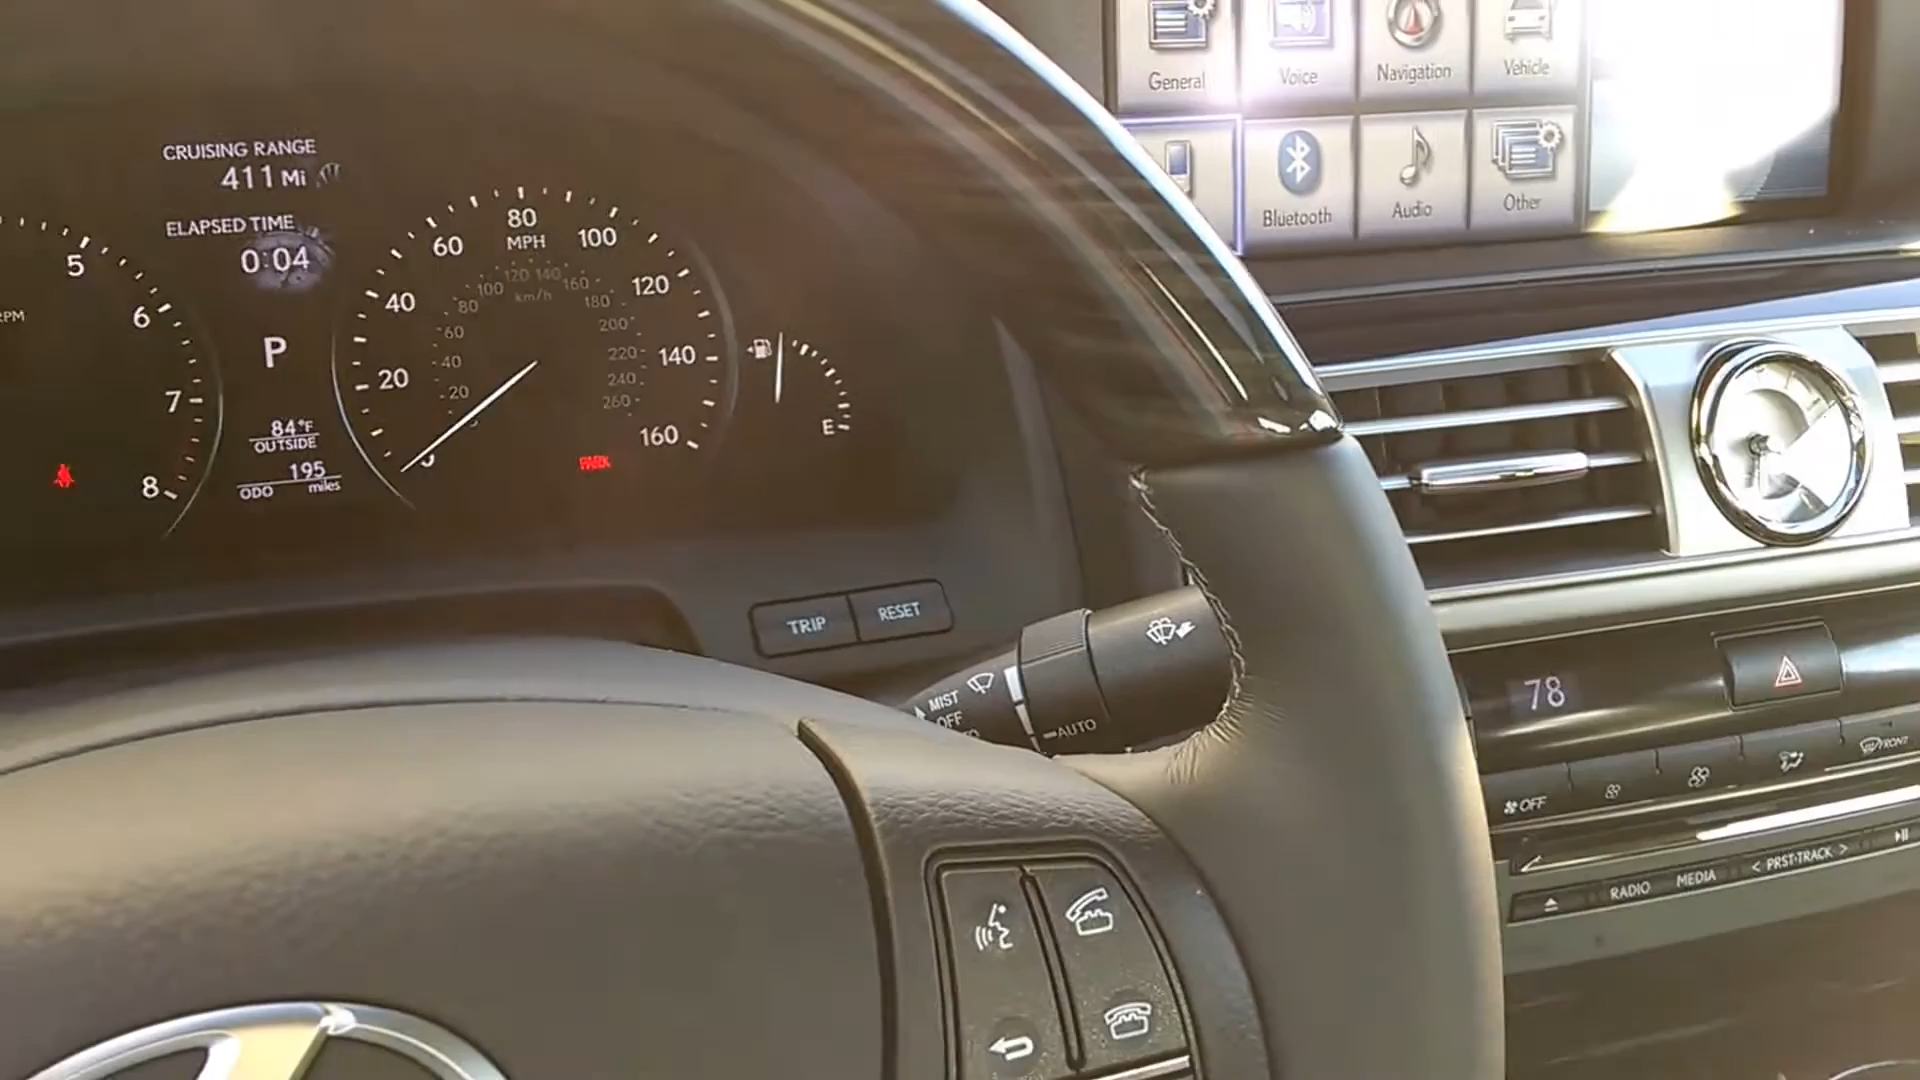 CRUISING RANGE
411 Mi
ELAPSED TIME
0:04
P
84°F
OUTSIDE
195
ODO miles
5
6
7
8
RPM
20
40
60
80
MPH
100
120
140
160
20
40
60
80
100
120
140
160
180
200
220
240
260
km/h
PARK
E
TRIP
RESET
MIST
OFF
AUTO
General
Voice
Navigation
Vehicle
Bluetooth
Audio
Other
78
OFF
FRONT
RADIO
MEDIA
< PRST·TRACK >